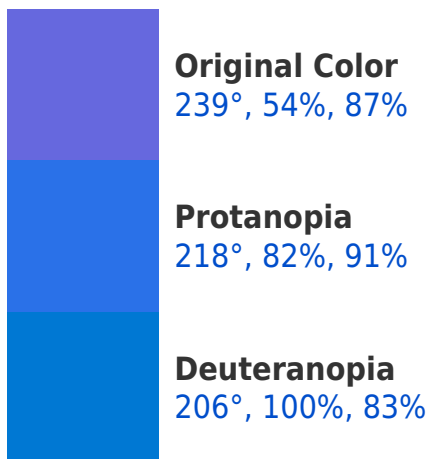 Original Color
239°, 54%, 87%
Protanopia
218°, 82%, 91%
Deuteranopia
206°, 100%, 83%